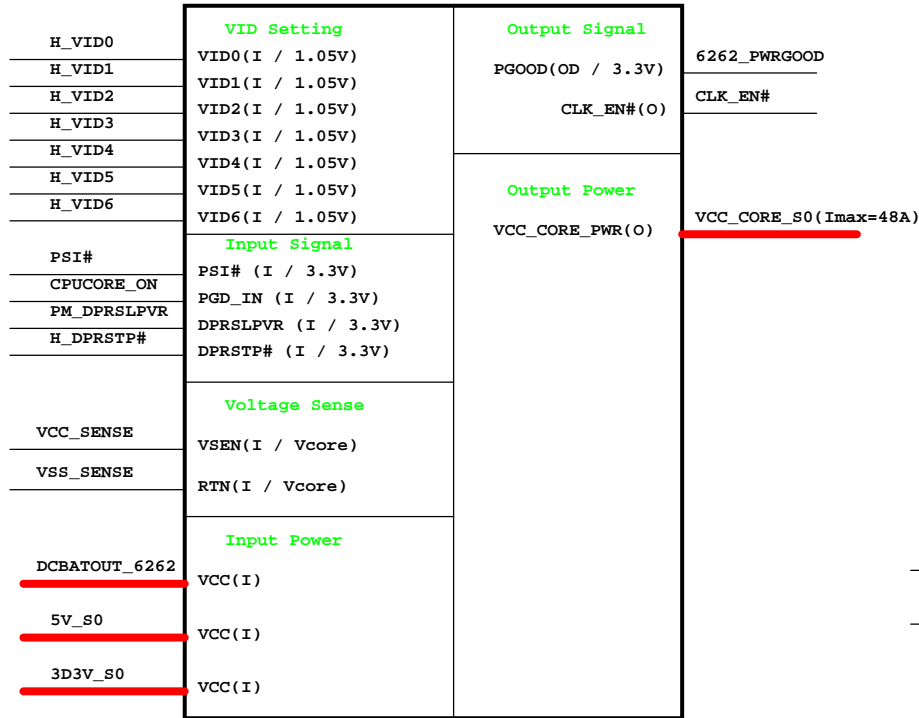 H_VID0
H_VID1
H_VID2
H_VID3
H_VID4
H_VID5
H_VID6
PSI#
CPUCORE_ON
PM_DPRSLPVR
H_DPRSTP#
VCC_SENSE
VSS_SENSE
DCBATOUT_6262
5V_S0
3D3V_S0
VID Setting
VID0(I / 1.05V)
VID1(I / 1.05V)
VID2(I / 1.05V)
VID3(I / 1.05V)
VID4(I / 1.05V)
VID5(I / 1.05V)
VID6(I / 1.05V)
Input Signal
PSI# (I / 3.3V)
PGD_IN (I / 3.3V)
DPRSLPVR (I / 3.3V)
DPRSTP# (I / 3.3V)
Voltage Sense
VSEN(I / Vcore)
RTN(I / Vcore)
Input Power
VCC(I)
VCC(I)
VCC(I)
Output Signal
PGOOD(OD / 3.3V)
CLK_EN#(O)
Output Power
VCC_CORE_PWR(O)
6262_PWRGOOD
CLK_EN#
VCC_CORE_S0(Imax=48A)